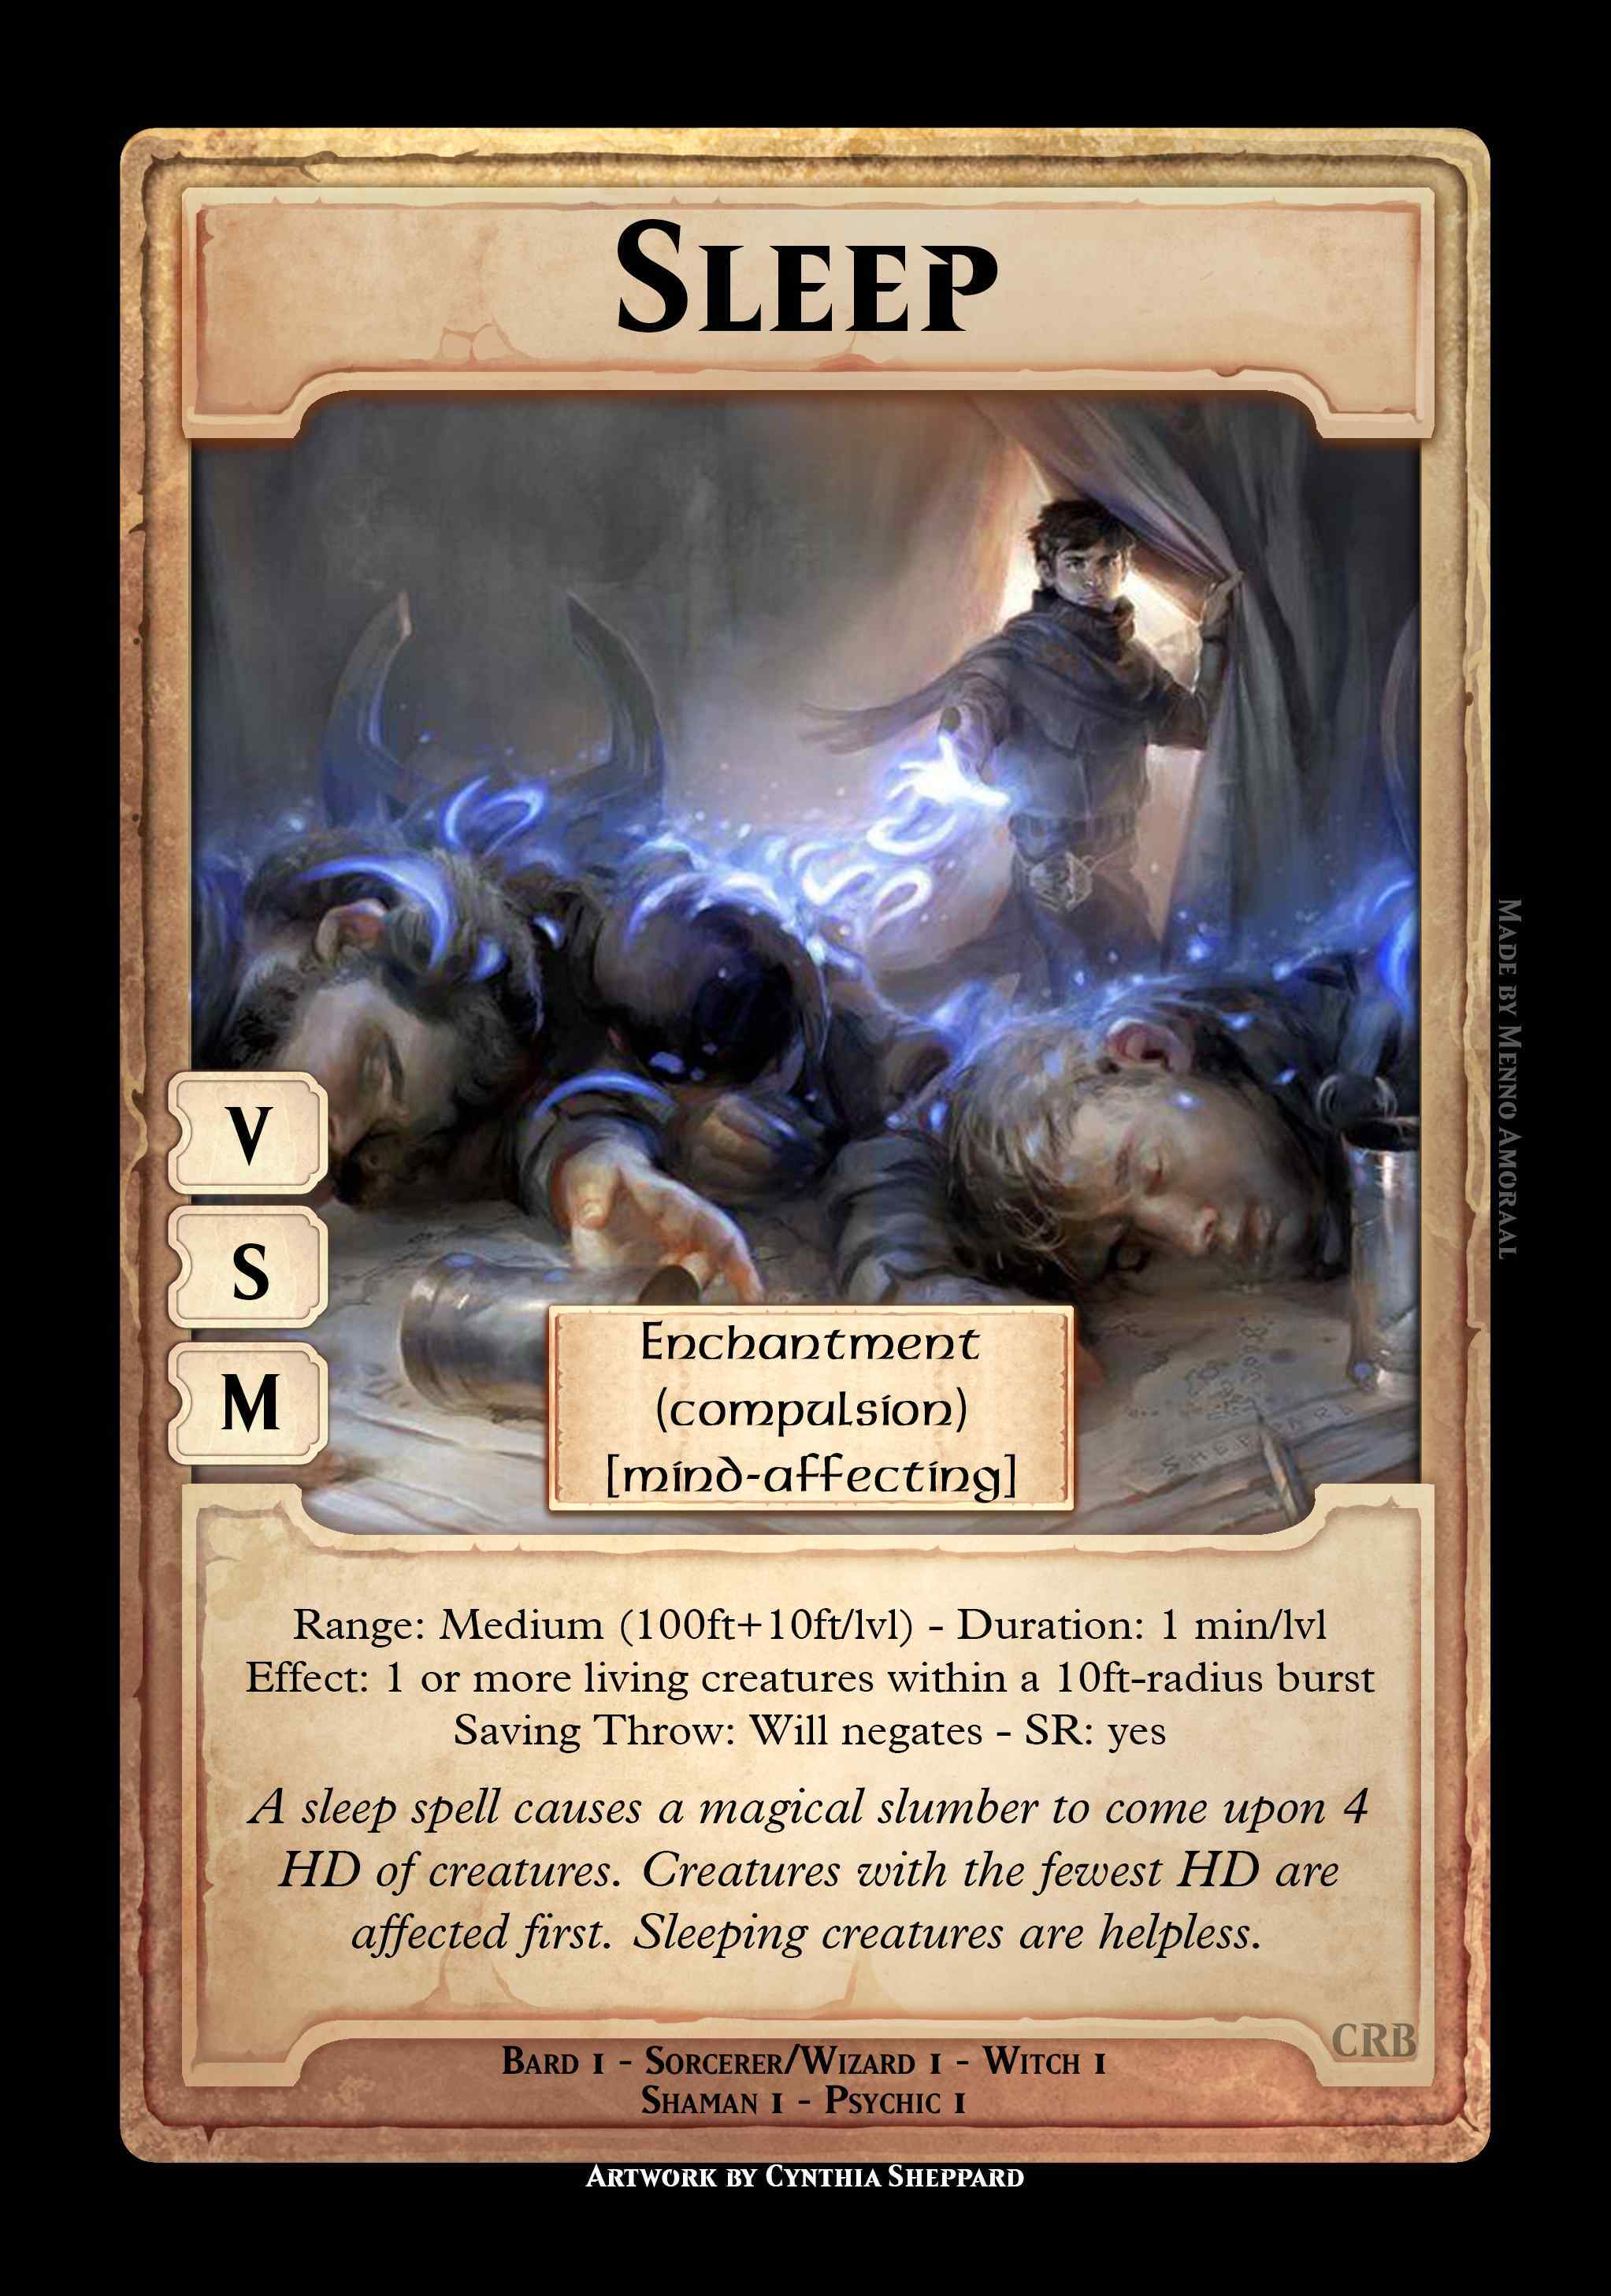 Sleep
V
S
M
Enchantment
(compulsion)
[mind-affecting]
Range: Medium (100ft+10ft/lvl) - Duration: 1 min/lvl
Effect: 1 or more living creatures within a 10ft-radius burst
Saving Throw: Will negates - SR: yes
A sleep spell causes a magical slumber to come upon 4
HD of creatures. Creatures with the fewest HD are
affected first. Sleeping creatures are helpless.
CRB
Bard 1 - Sorcerer/Wizard 1 - Witch 1
Shaman 1 - Psychic 1
Artwork by Cynthia Sheppard
Made by Menno Amoraal
SHEPPARD